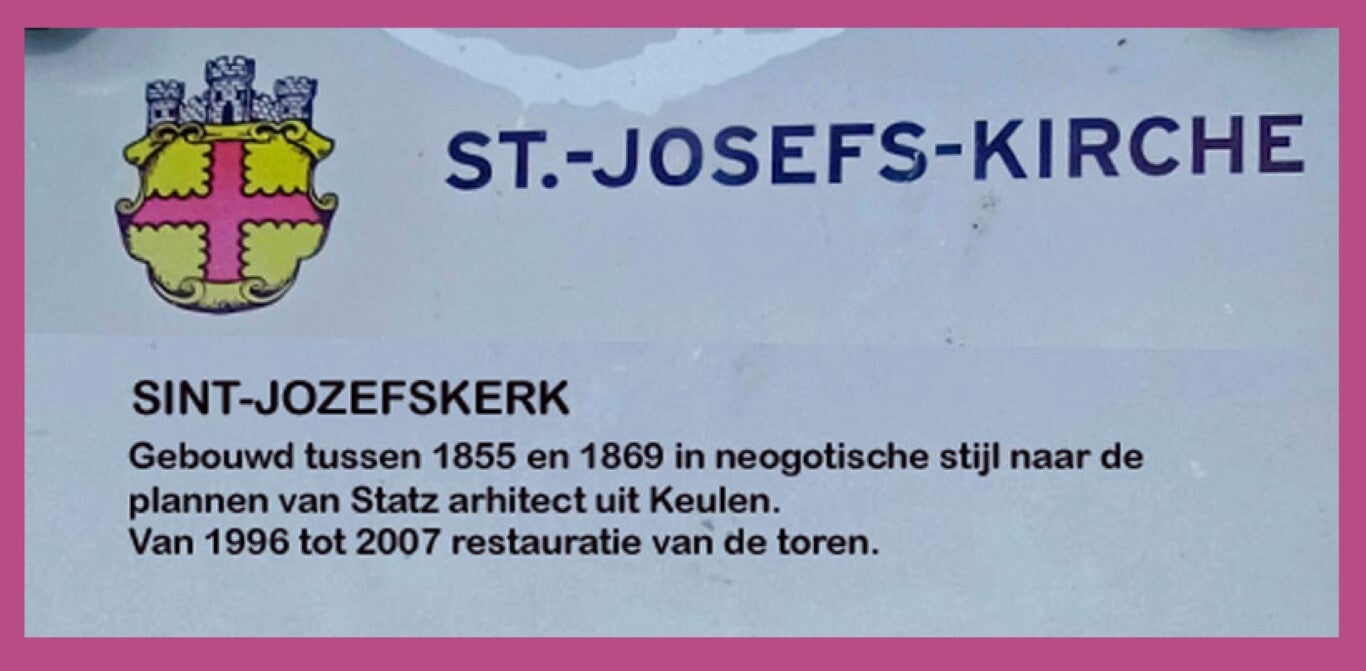 ST.-JOSEFS-KIRCHE
SINT-JOZEFSKERK
Gebouwd tussen 1855 en 1869 in neogotische stijl naar de
plannen van Statz arhitect uit Keulen.
Van 1996 tot 2007 restauratie van de toren.